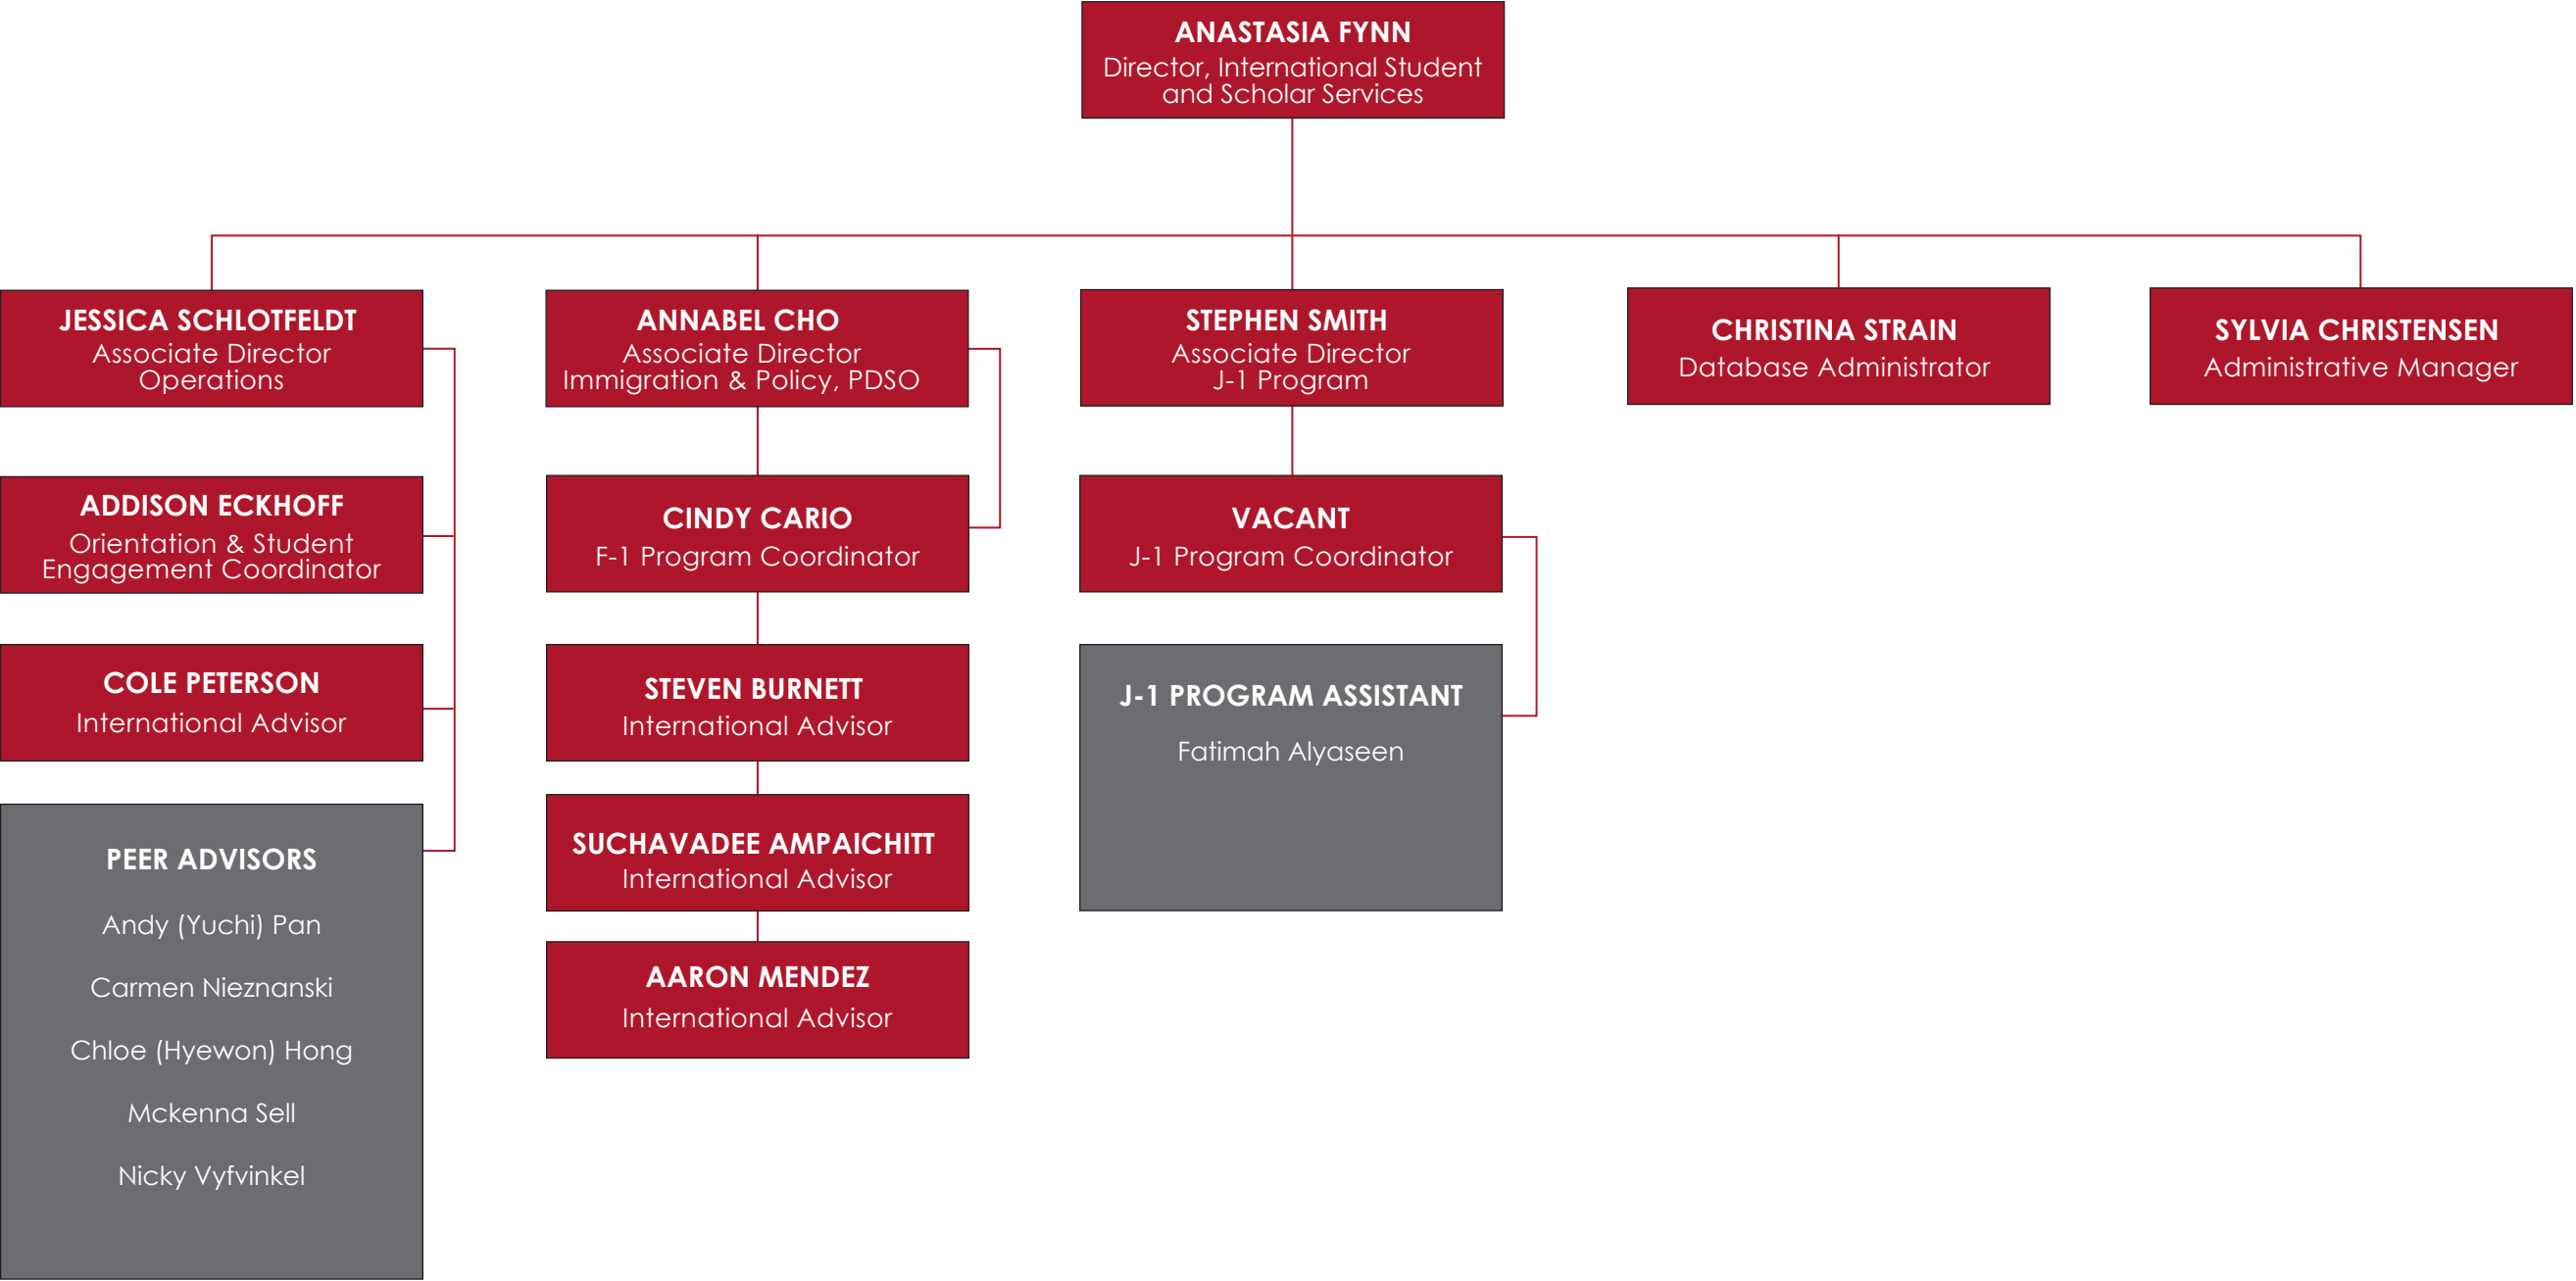 ANASTASIA FYNN
Director, International Student
and Scholar Services
JESSICA SCHLOTFELDT
Associate Director
Operations
ANNABEL CHO
Associate Director
Immigration & Policy, PDSO
STEPHEN SMITH
Associate Director
J-1 Program
CHRISTINA STRAIN
Database Administrator
SYLVIA CHRISTENSEN
Administrative Manager
ADDISON ECKHOFF
Orientation & Student
Engagement Coordinator
CINDY CARIO
F-1 Program Coordinator
VACANT
J-1 Program Coordinator
COLE PETERSON
International Advisor
STEVEN BURNETT
International Advisor
J-1 PROGRAM ASSISTANT
Fatimah Alyaseen
PEER ADVISORS
Andy (Yuchi) Pan
Carmen Nieznanski
Chloe (Hyewon) Hong
Mckenna Sell
Nicky Vyfvinkel
SUCHAVADEE AMPAICHITT
International Advisor
AARON MENDEZ
International Advisor